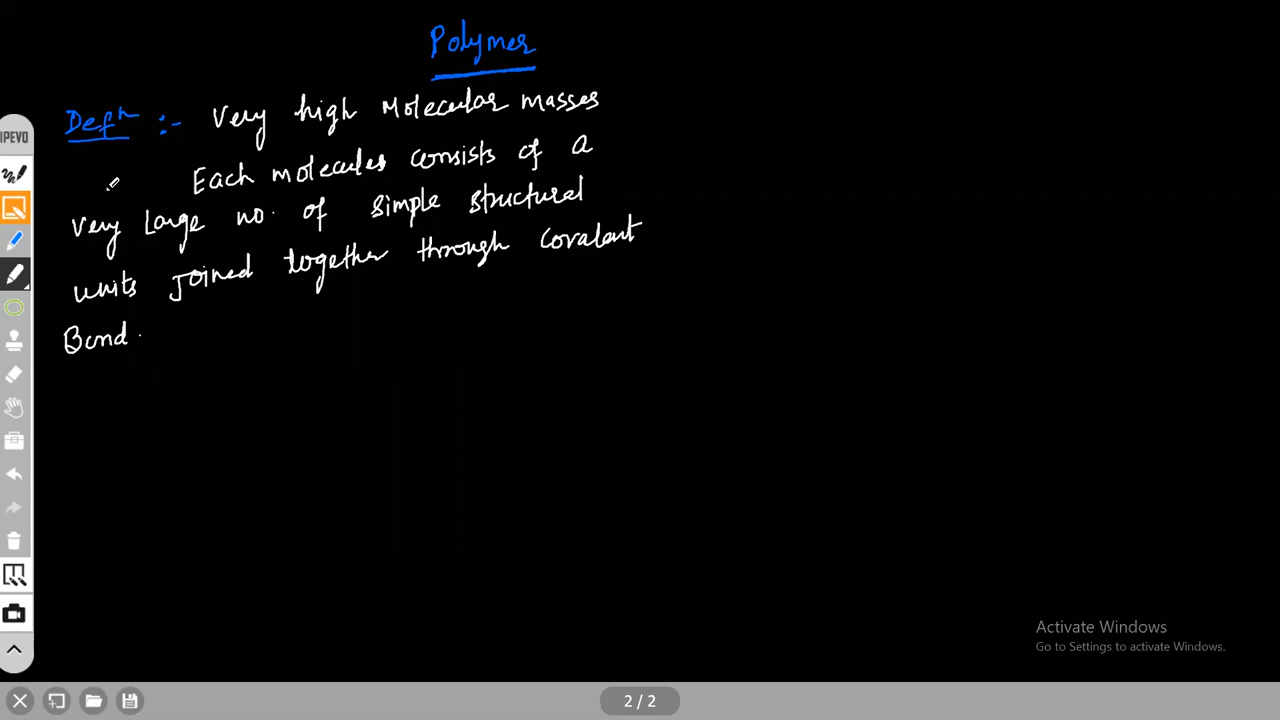 Polymer
Defn :- Very high Molecular masses
Each molecules consists of a
Very Large no. of simple structural
units joined together through covalant
Bond.
IPEVO
Activate Windows
Go to Settings to activate Windows.
2 / 2